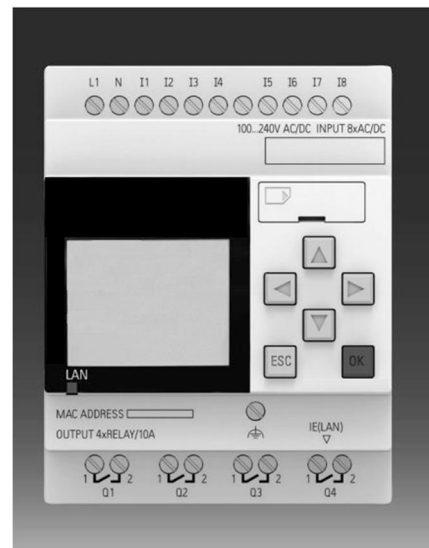 L1 N I1 I2 I3 I4 I5 I6 I7 I8
100...240V AC/DC INPUT 8xAC/DC
ESC OK
LAN
MAC ADDRESS
OUTPUT 4xRELAY/10A
IE(LAN)
1 2 1 2 1 2 1 2
Q1 Q2 Q3 Q4